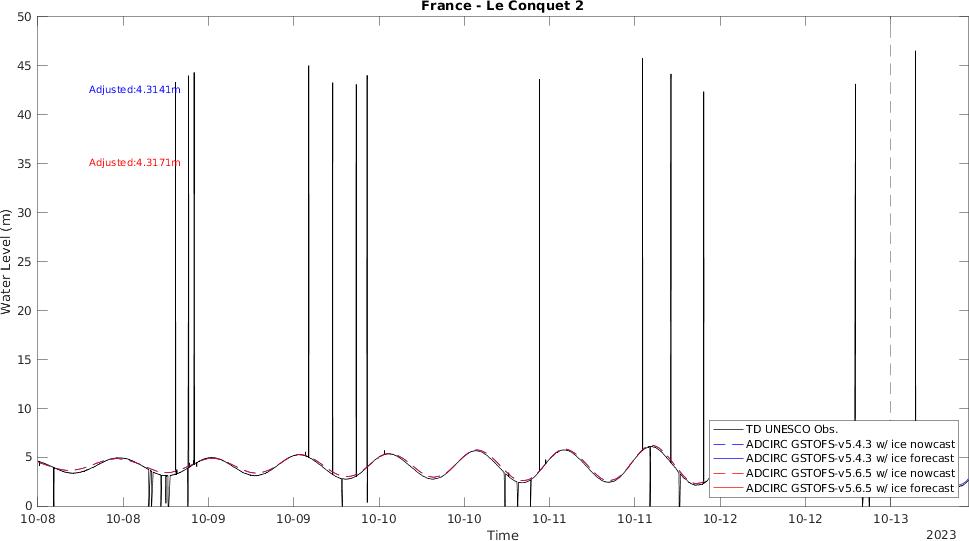 France - Le Conquet 2
50
45
40
35
30
25
20
15
10
5
0
Water Level (m)
Adjusted:4.3141m
Adjusted:4.3171m
TD UNESCO Obs.
ADCIRC GSTOFS-v5.4.3 w/ ice nowcast
ADCIRC GSTOFS-v5.4.3 w/ ice forecast
ADCIRC GSTOFS-v5.6.5 w/ ice nowcast
ADCIRC GSTOFS-v5.6.5 w/ ice forecast
10-08 10-08 10-09 10-09 10-10 10-10 10-11 10-11 10-12 10-12 10-13
Time
2023